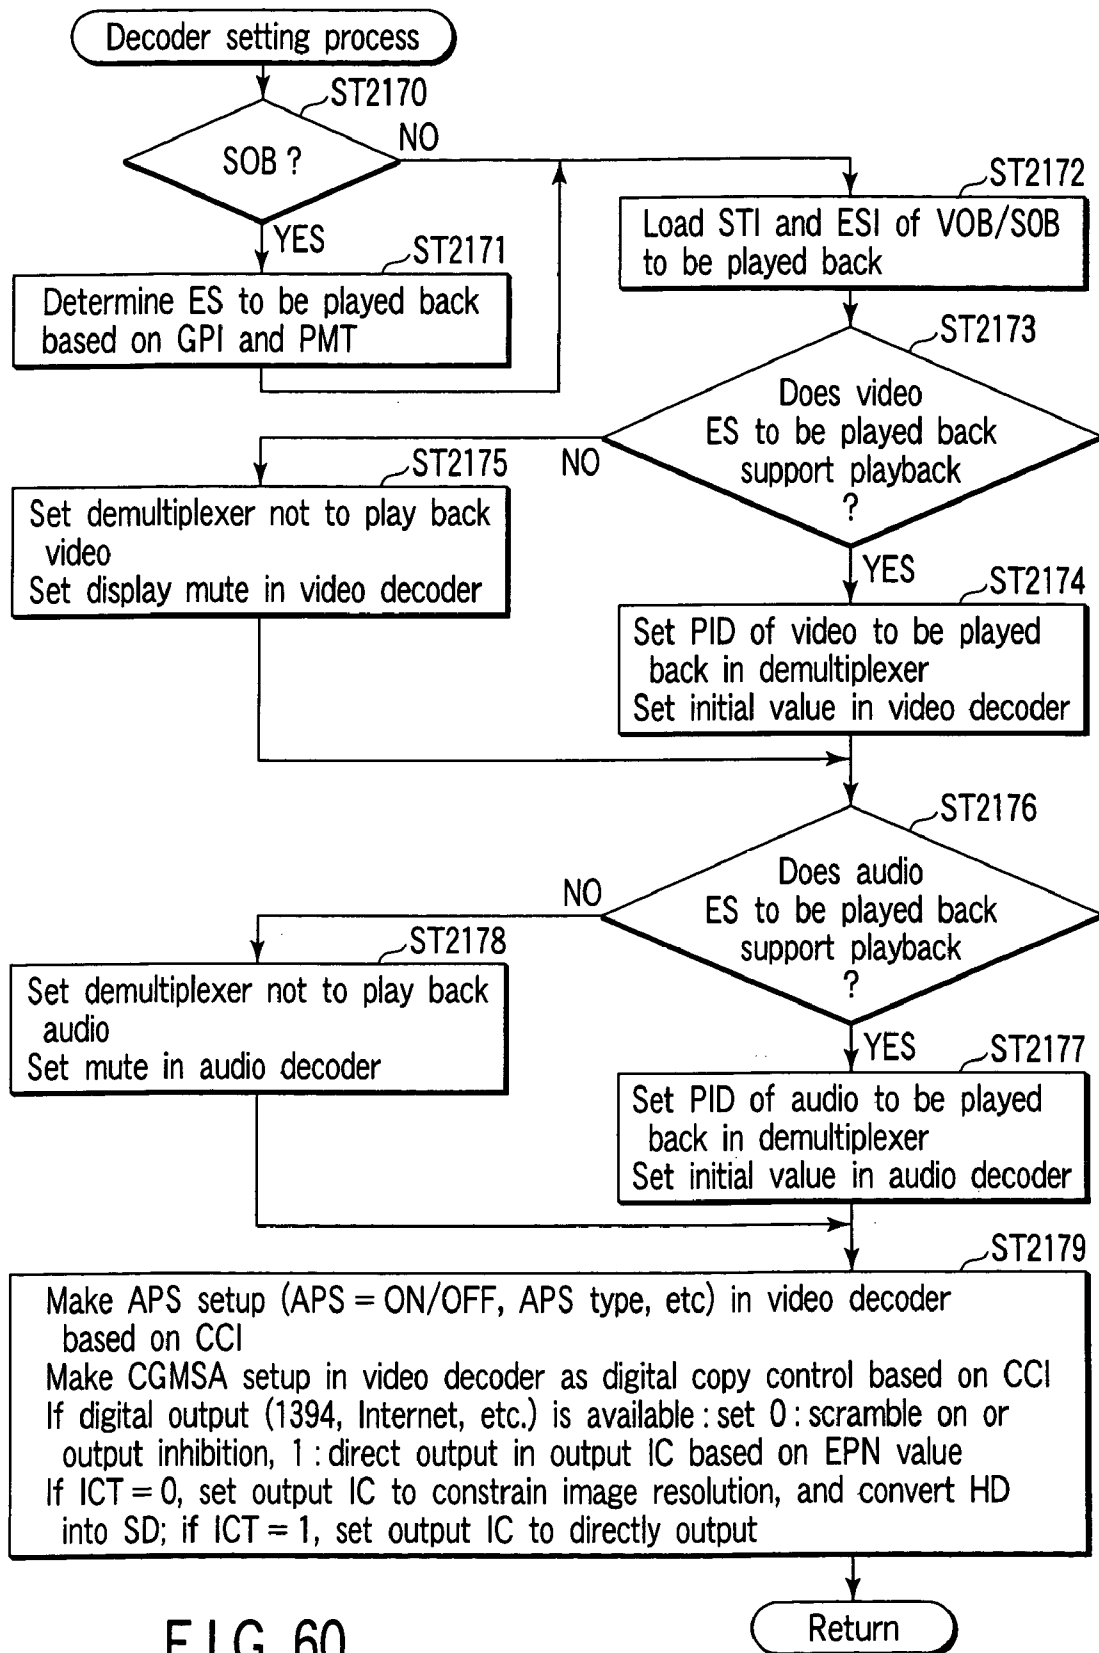 Decoder setting process
ST2170
SOB ?
NO
YES
ST2171
Determine ES to be played back
based on GPI and PMT
ST2172
Load STI and ESI of VOB/SOB
to be played back
ST2173
Does video
ES to be played back
support playback
?
NO
YES
ST2175
Set demultiplexer not to play back
video
Set display mute in video decoder
ST2174
Set PID of video to be played
back in demultiplexer
Set initial value in video decoder
ST2176
Does audio
ES to be played back
support playback
?
NO
YES
ST2178
Set demultiplexer not to play back
audio
Set mute in audio decoder
ST2177
Set PID of audio to be played
back in demultiplexer
Set initial value in audio decoder
ST2179
Make APS setup (APS = ON/OFF, APS type, etc) in video decoder
based on CCI
Make CGMSA setup in video decoder as digital copy control based on CCI
If digital output (1394, Internet, etc.) is available : set 0 : scramble on or
output inhibition, 1 : direct output in output IC based on EPN value
If ICT = 0, set output IC to constrain image resolution, and convert HD
into SD; if ICT = 1, set output IC to directly output
Return
FIG. 60